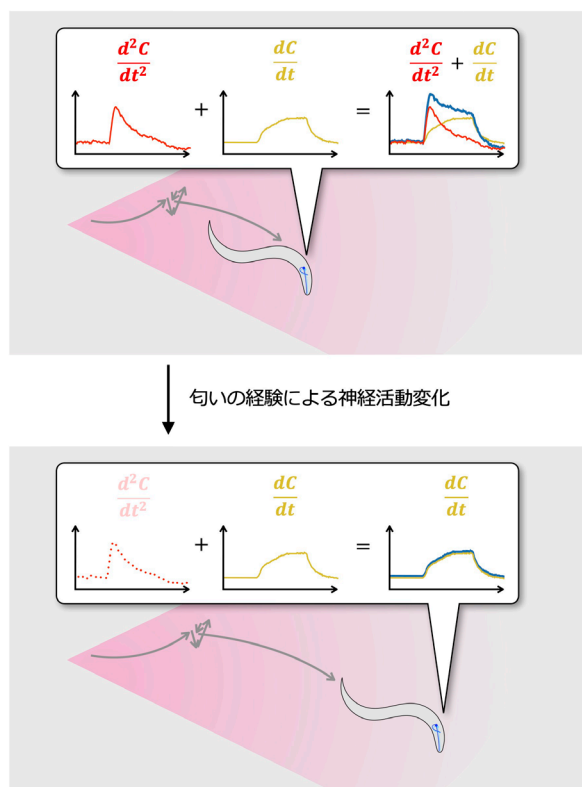 d²C/dt² dC/dt d²C/dt² + dC/dt
+ =
匂いの経験による神経活動変化
d²C/dt² dC/dt dC/dt
+ =